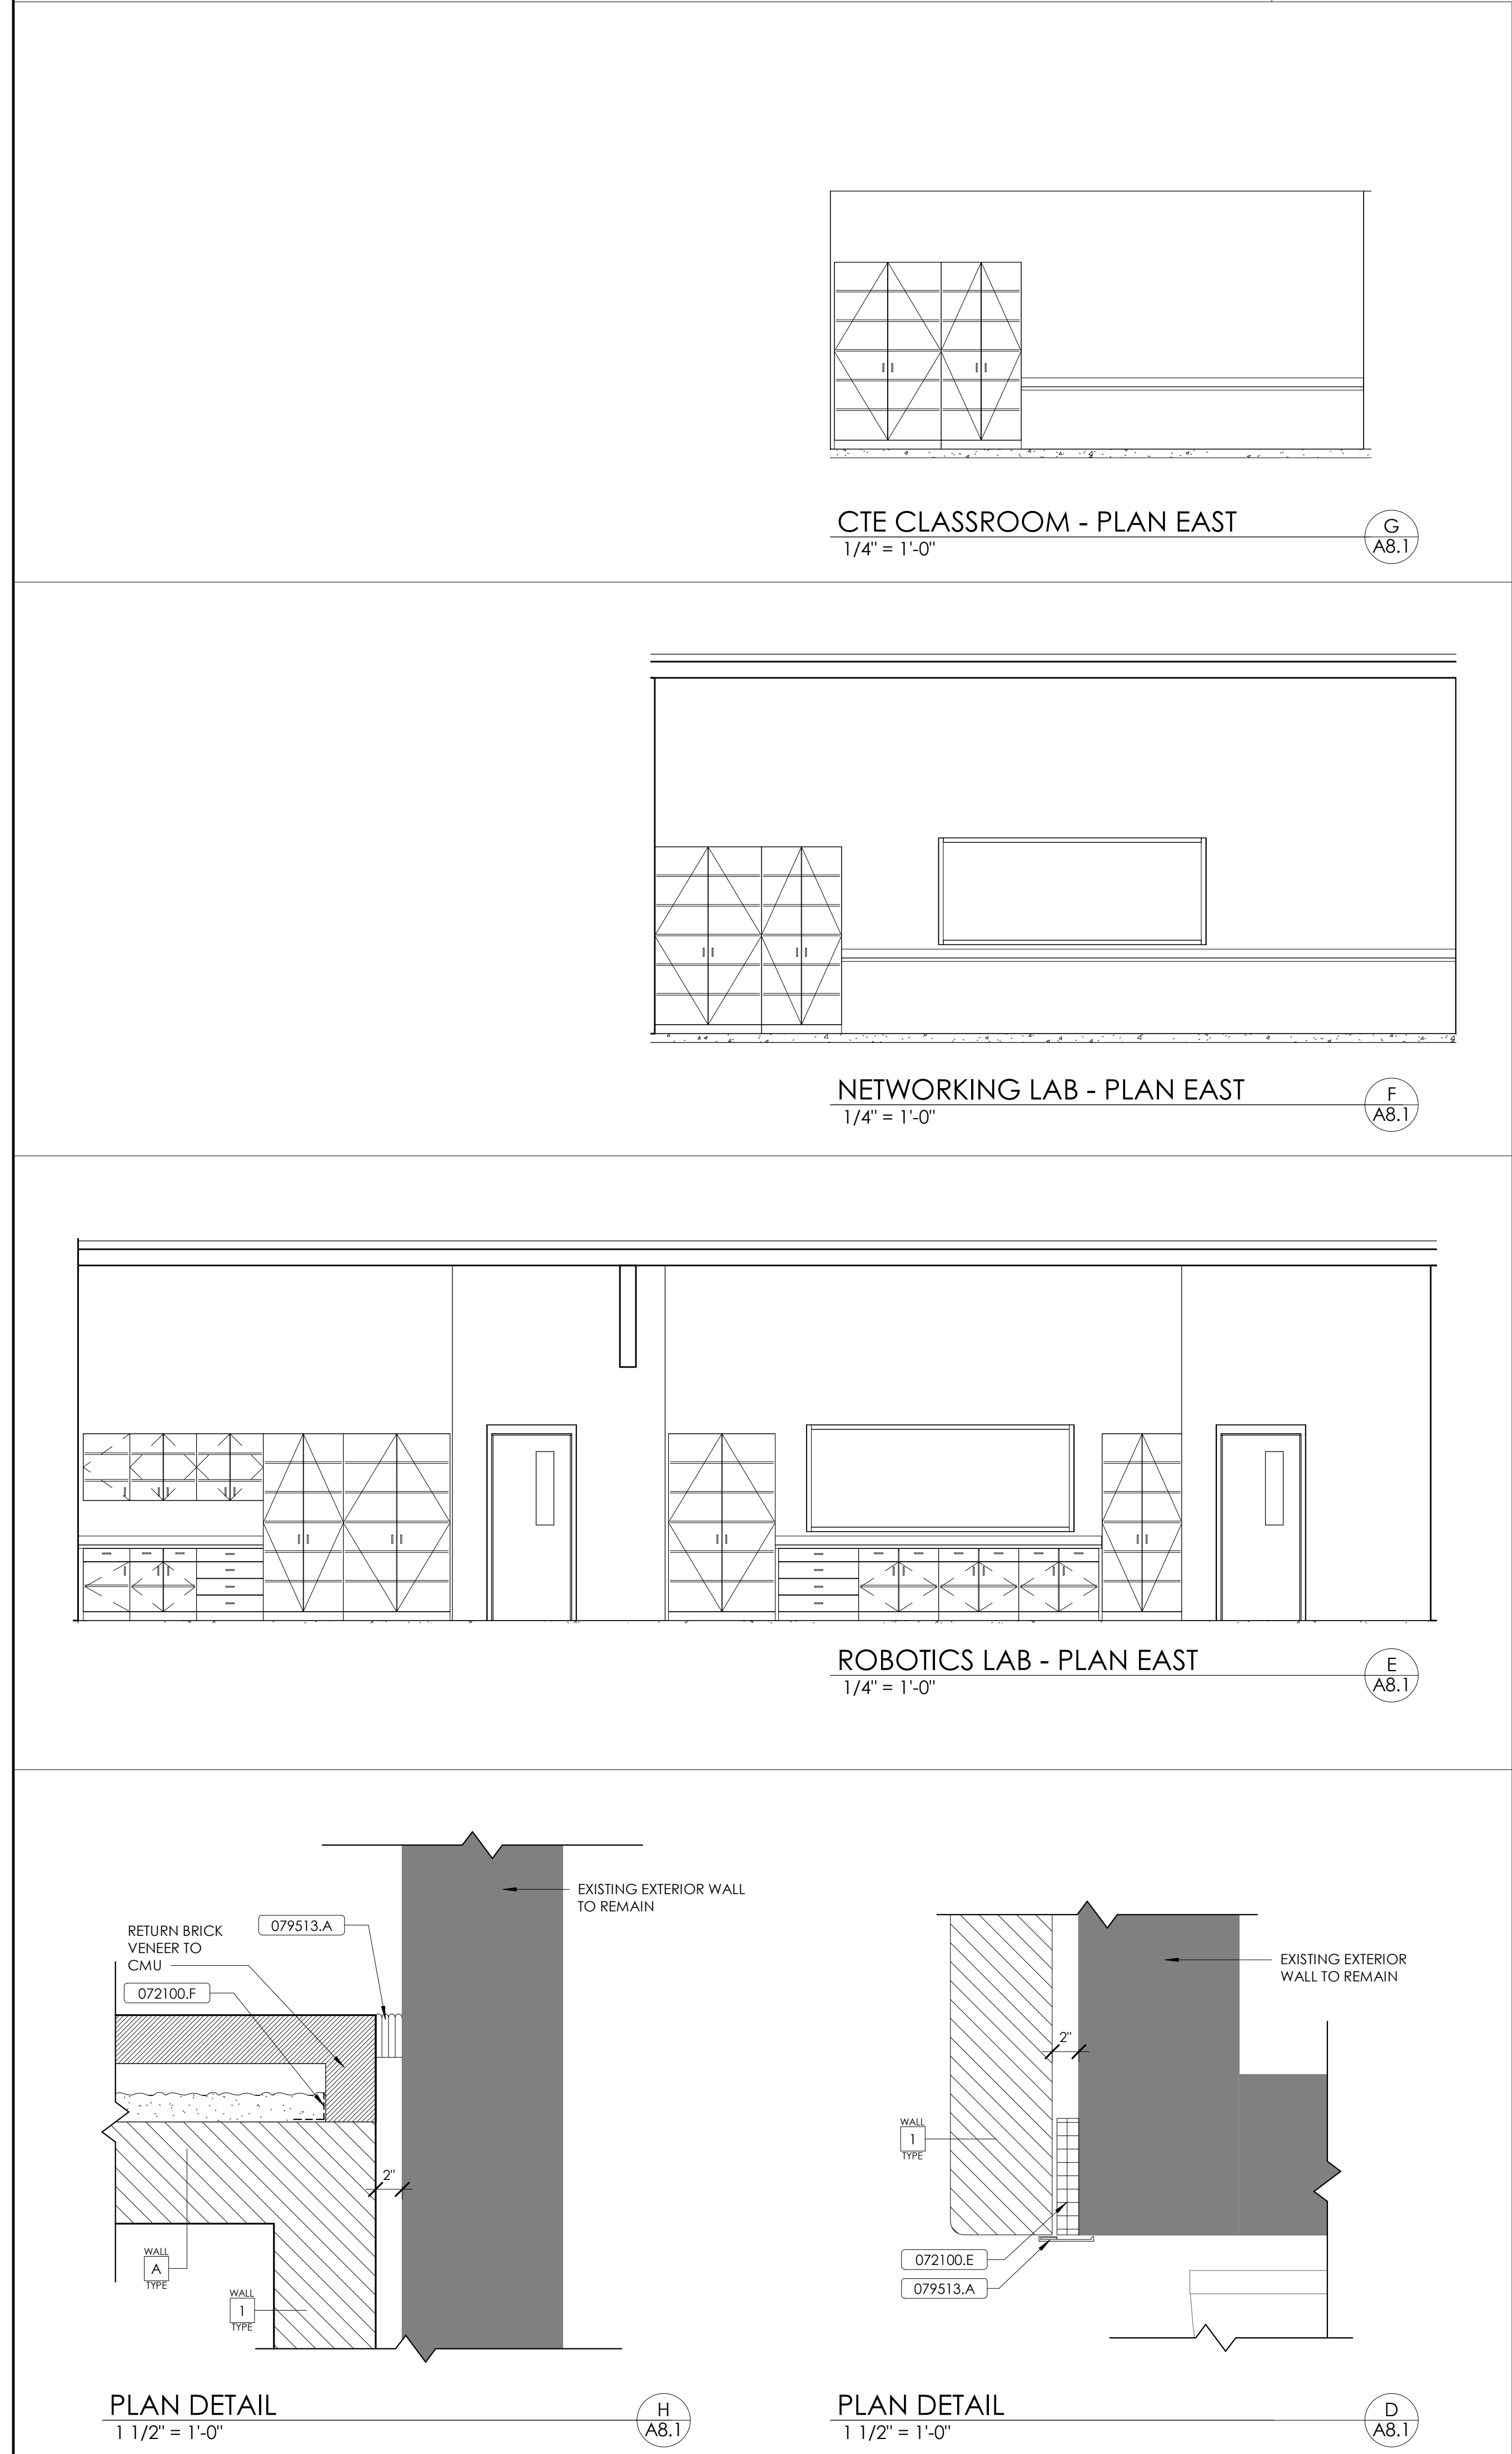 CTE CLASSROOM - PLAN EAST
1/4" = 1'-0"
G
A8.1
NETWORKING LAB - PLAN EAST
1/4" = 1'-0"
F
A8.1
ROBOTICS LAB - PLAN EAST
1/4" = 1'-0"
E
A8.1
EXISTING EXTERIOR WALL
TO REMAIN
079513.A
RETURN BRICK
VENEER TO
CMU
072100.F
2"
WALL
A
TYPE
WALL
1
TYPE
PLAN DETAIL
1 1/2" = 1'-0"
H
A8.1
EXISTING EXTERIOR
WALL TO REMAIN
2"
WALL
1
TYPE
072100.E
079513.A
PLAN DETAIL
1 1/2" = 1'-0"
D
A8.1